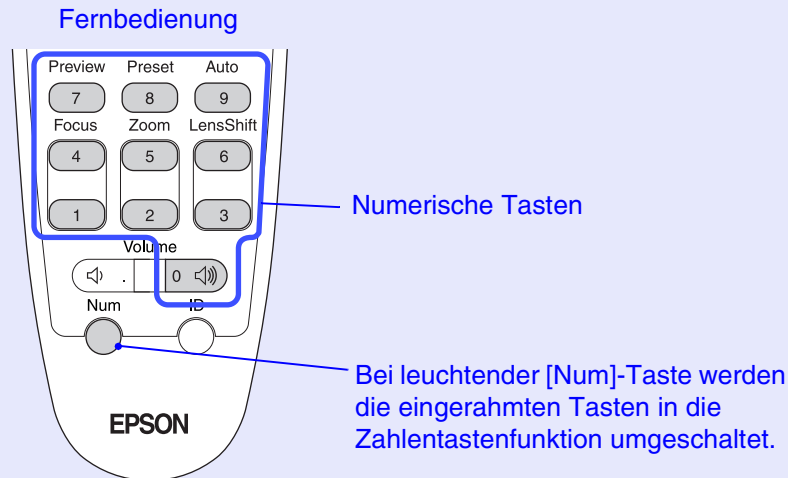 Fernbedienung
Preview Preset Auto
7 8 9
Focus Zoom LensShift
4 5 6
1 2 3
Numerische Tasten
Volume
. 0
Num ID
Bei leuchtender [Num]-Taste werden
die eingerahmten Tasten in die
Zahlentastenfunktion umgeschaltet.
EPSON